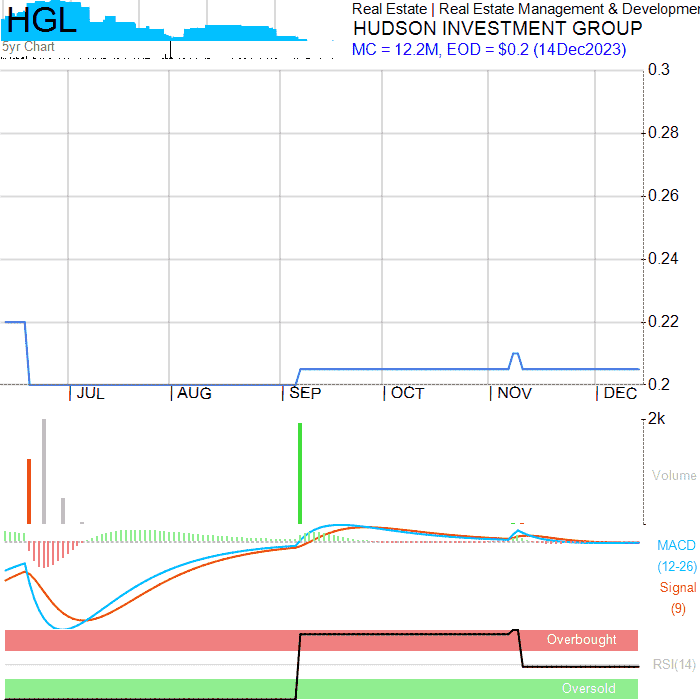 HGL
5yr Chart
Real Estate | Real Estate Management & Developmen
HUDSON INVESTMENT GROUP
MC = 12.2M, EOD = $0.2 (14Dec2023)
0.3
0.28
0.26
0.24
0.22
0.2
JUL AUG SEP OCT NOV DEC
2k
Volume
MACD
(12-26)
Signal
(9)
Overbought
RSI(14)
Oversold